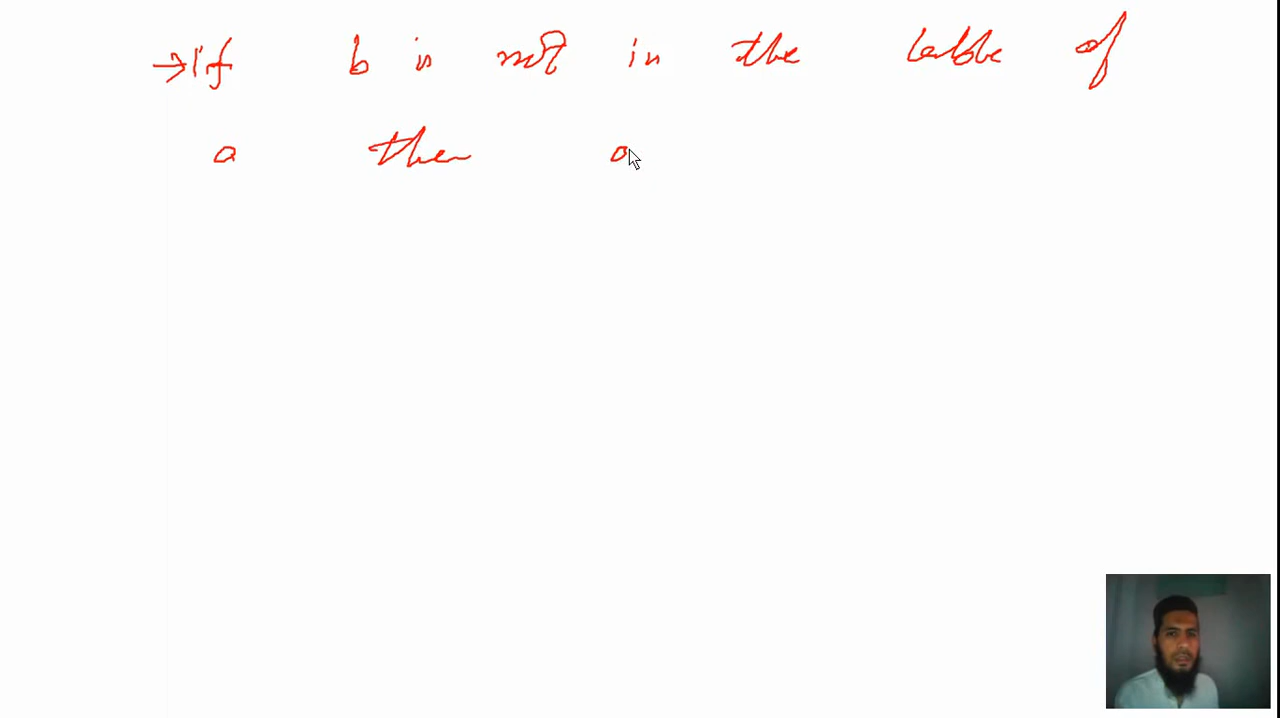 → if b is not in the table of
a then a